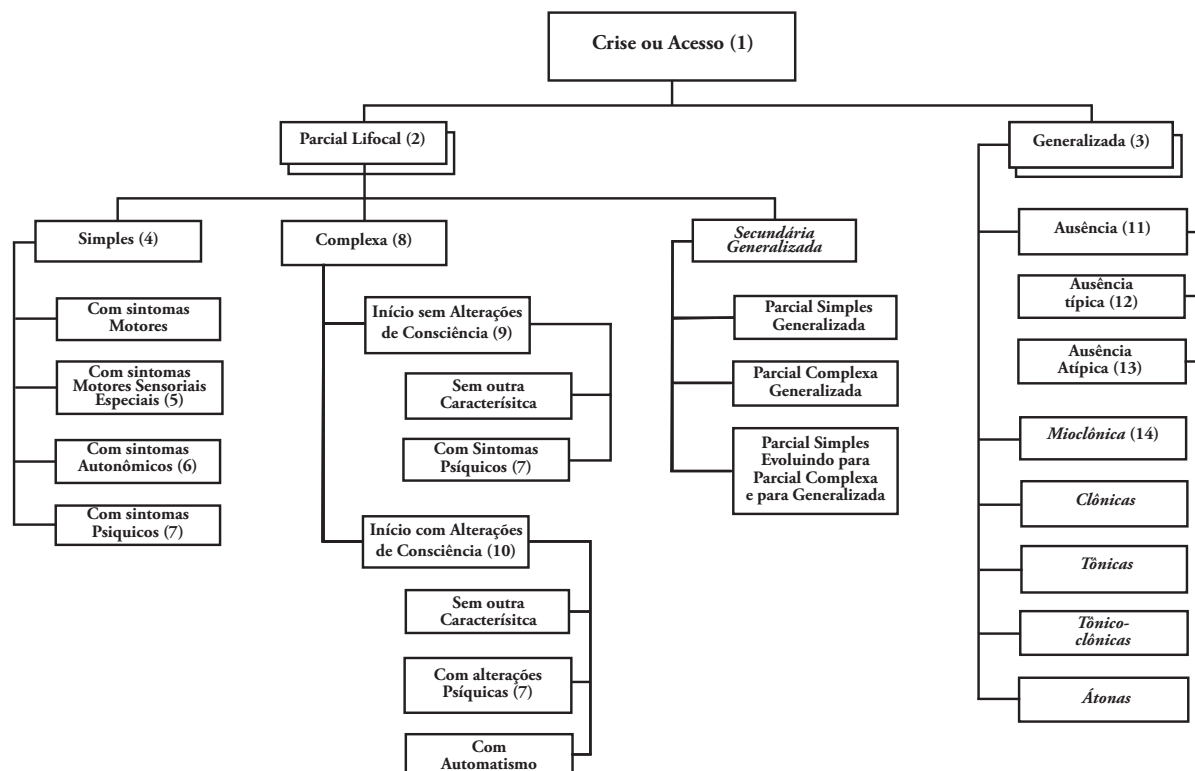 Crise ou Acesso (1)
Parcial Lifocal (2)
Generalizada (3)
Simples (4)
Com sintomas
Motores
Com sintomas
Motores Sensoriais
Especiais (5)
Com sintomas
Autonômicos (6)
Com sintomas
Psiquicos (7)
Complexa (8)
Início sem Alterações
de Consciência (9)
Sem outra
Caracterísitca
Com Sintomas
Psíquicos (7)
Início com Alterações
de Consciência (10)
Sem outra
Caracterísitca
Com alterações
Psíquicas (7)
Com
Automatismo
Secundária
Generalizada
Parcial Simples
Generalizada
Parcial Complexa
Generalizada
Parcial Simples
Evoluindo para
Parcial Complexa
e para Generalizada
Ausência (11)
Ausência
típica (12)
Ausência
Atípica (13)
Mioclônica (14)
Clônicas
Tônicas
Tônico-
clônicas
Átonas